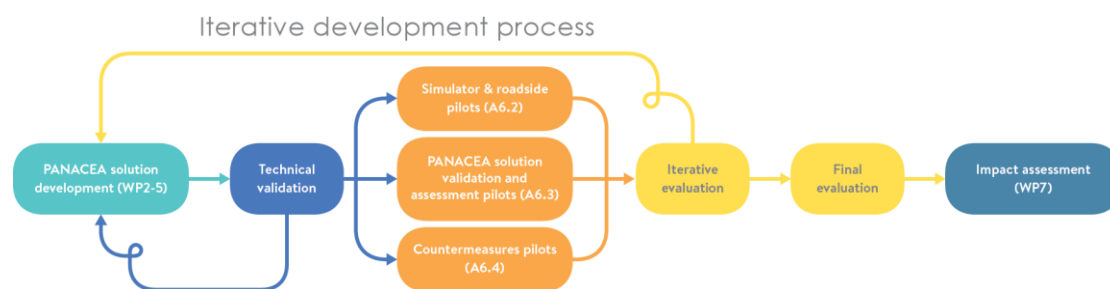 Iterative development process
Simulator & roadside
pilots (A6.2)
PANACEA solution
development (WP2-5)
Technical
validation
PANACEA solution
validation and
assessment pilots (A6.3)
Iterative
evaluation
Final
evaluation
Impact assessment
(WP7)
Countermeasures pilots
(A6.4)